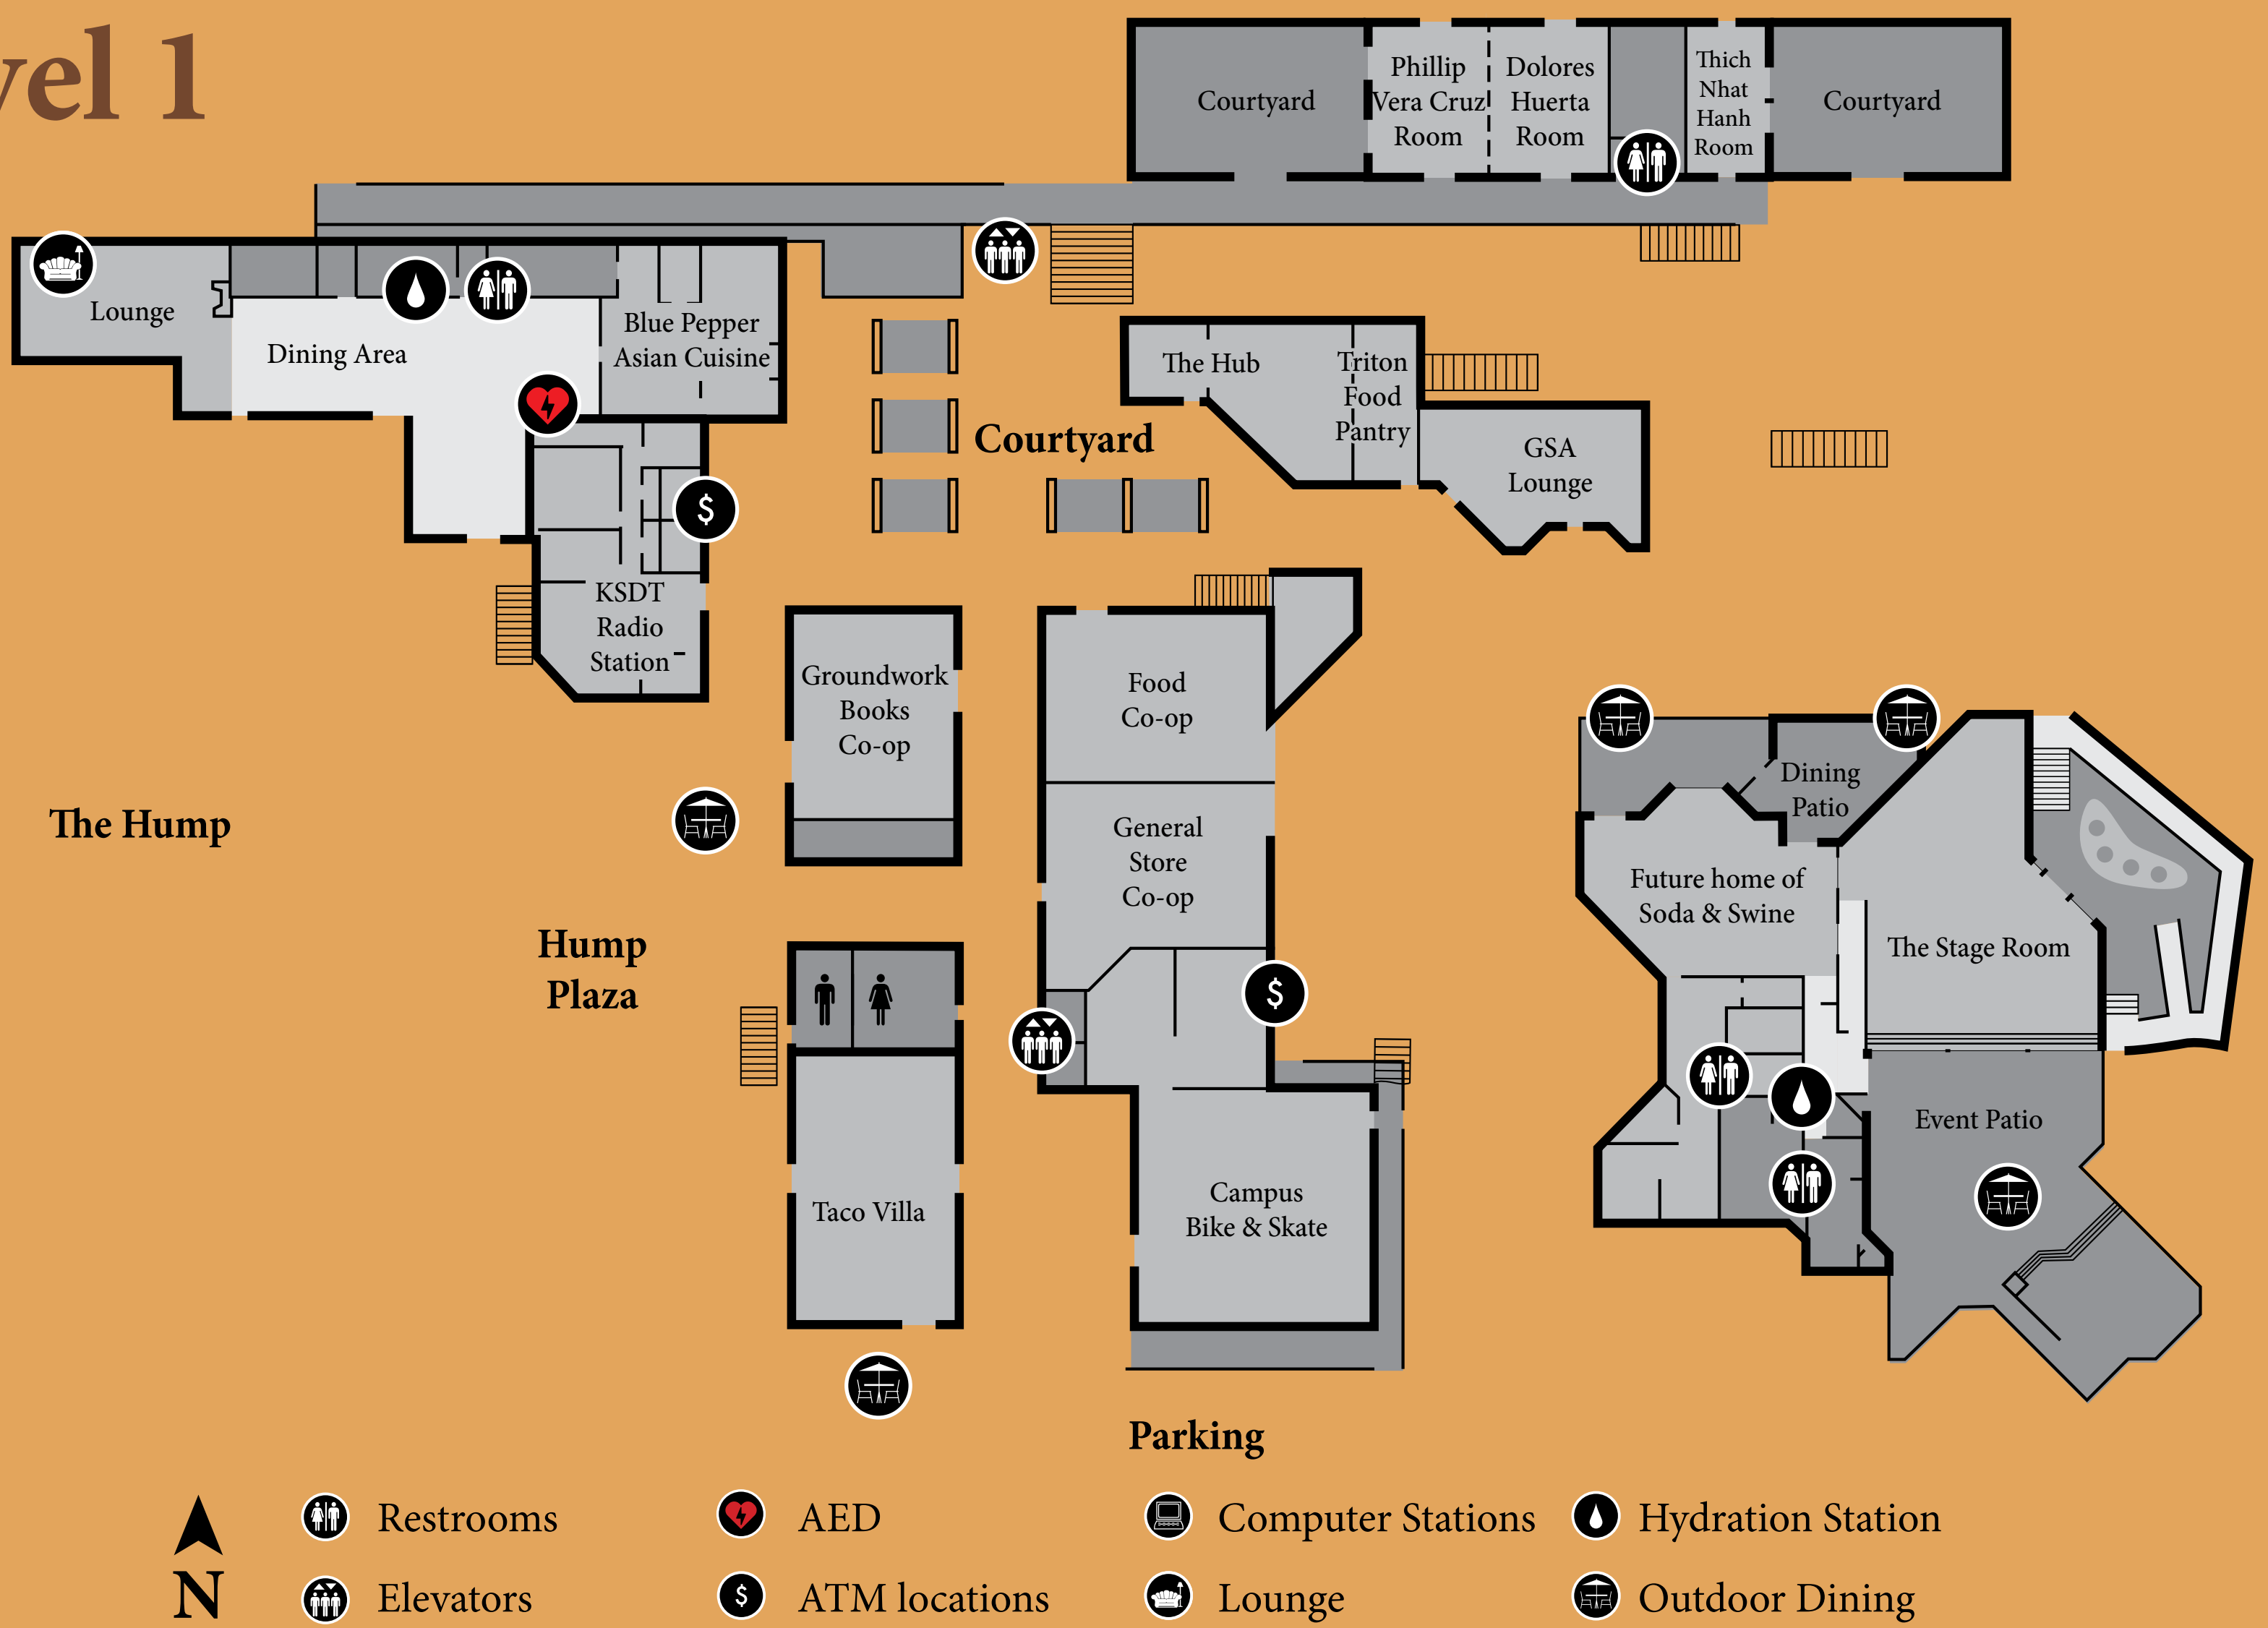 vel 1
Courtyard
Phillip
Vera Cruz
Room
Dolores
Huerta
Room
Thich
Nhat
Hanh
Room
Courtyard
Lounge
Dining Area
Blue Pepper
Asian Cuisine
The Hub
Triton
Food
Pantry
Courtyard
GSA
Lounge
$
KSDT
Radio
Station
Groundwork
Books
Co-op
Food
Co-op
General
Store
Co-op
The Hump
Hump
Plaza
$
Dining
Patio
Future home of
Soda & Swine
The Stage Room
Event Patio
Taco Villa
Campus
Bike & Skate
Parking
N
Restrooms
AED
Computer Stations
Hydration Station
Elevators
$
ATM locations
Lounge
Outdoor Dining